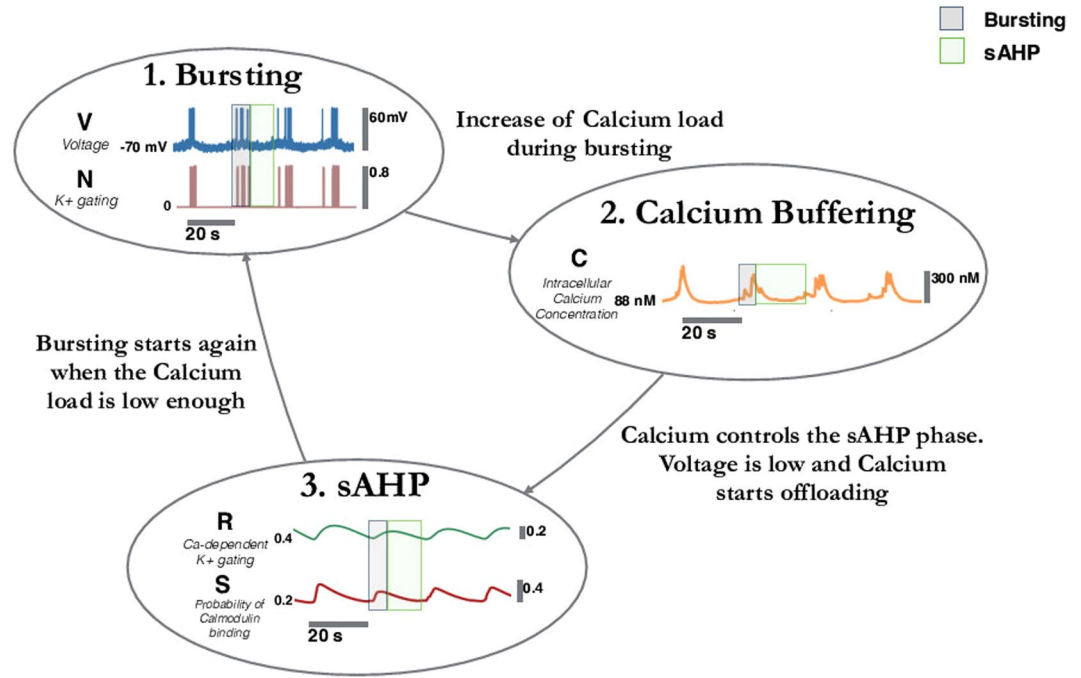 Bursting
sAHP
1. Bursting
V
Voltage
-70 mV
60mV
N
K+ gating
0
0.8
20 s
Increase of Calcium load
during bursting
2. Calcium Buffering
C
Intracellular
Calcium
Concentration
88 nM
300 nM
20 s
Bursting starts again
when the Calcium
load is low enough
Calcium controls the sAHP phase.
Voltage is low and Calcium
starts offloading
3. sAHP
R
Ca-dependent
K+ gating
0.4
0.2
S
Probability of
Calmodulin
binding
0.2
0.4
20 s